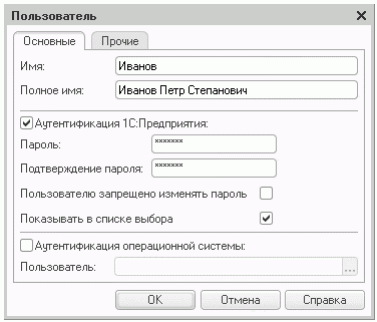 Пользователь
Основные Прочие
Имя: Иванов
Полное имя: Иванов Петр Степанович
Аутентификация 1С:Предприятия:
Пароль: *******
Подтверждение пароля: *******
Пользователю запрещено изменять пароль
Показывать в списке выбора
Аутентификация операционной системы:
Пользователь: ...
OK Отмена Справка